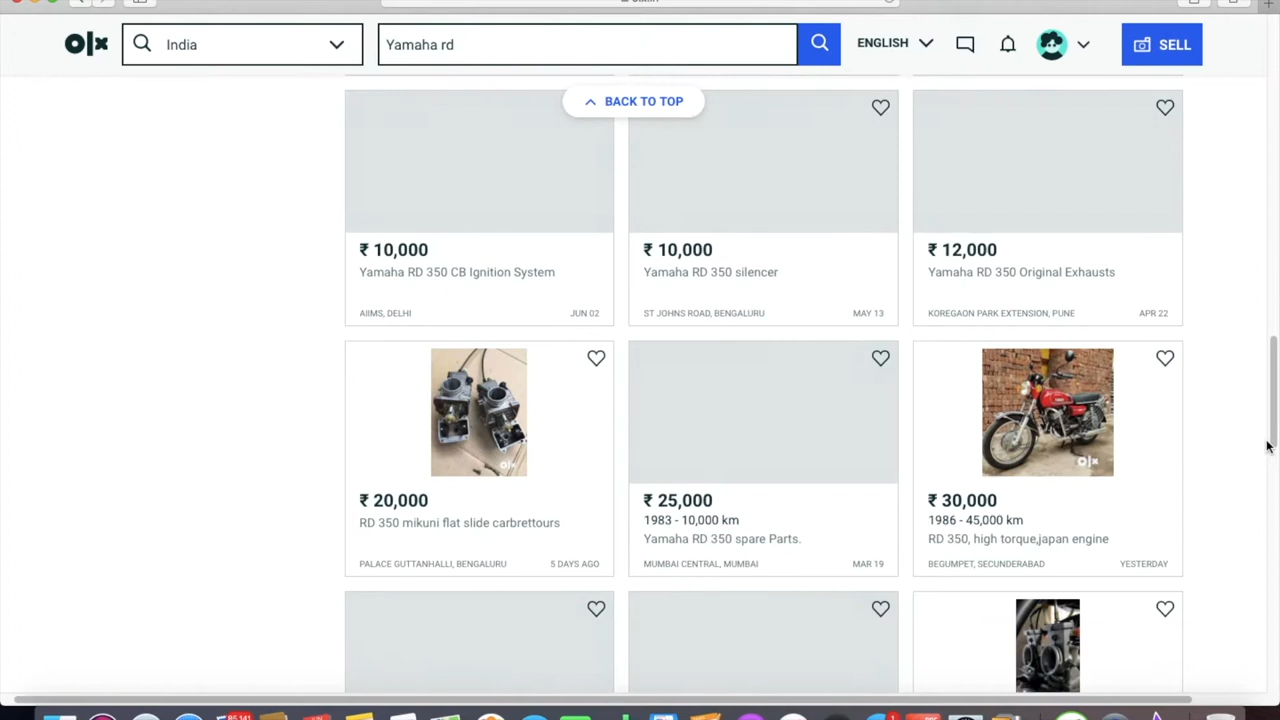 olx
India
Yamaha rd
ENGLISH
SELL
BACK TO TOP
₹ 10,000
Yamaha RD 350 CB Ignition System
AIIMS, DELHI
JUN 02
₹ 10,000
Yamaha RD 350 silencer
ST JOHNS ROAD, BENGALURU
MAY 13
₹ 12,000
Yamaha RD 350 Original Exhausts
KOREGAON PARK EXTENSION, PUNE
APR 22
₹ 20,000
RD 350 mikuni flat slide carbrettours
PALACE GUTTANHALLI, BENGALURU
5 DAYS AGO
₹ 25,000
1983 - 10,000 km
Yamaha RD 350 spare Parts.
MUMBAI CENTRAL, MUMBAI
MAR 19
olx
₹ 30,000
1986 - 45,000 km
RD 350, high torque,japan engine
BEGUMPET, SECUNDERABAD
YESTERDAY